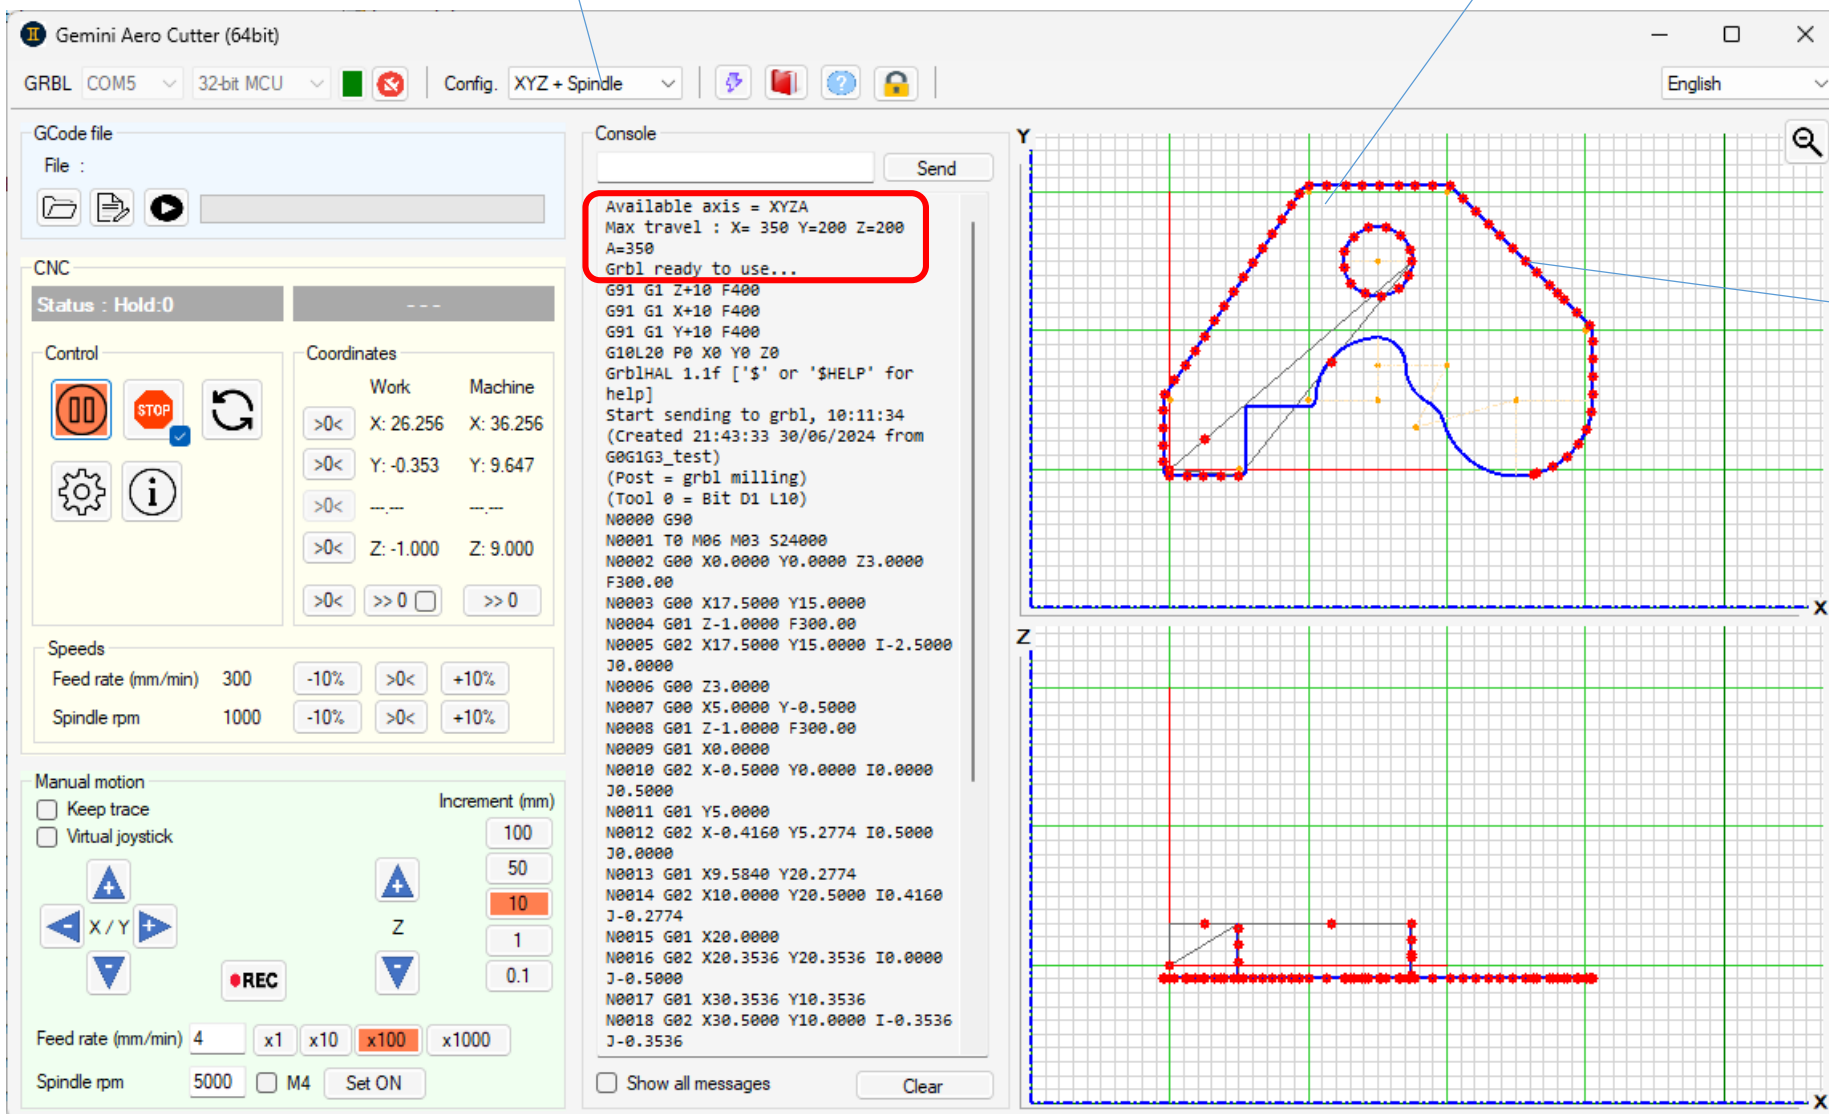 Gemini Aero Cutter (64bit)
GRBL COM5 32-bit MCU Config. XYZ + Spindle English
GCode file
File :
CNC
Status : Hold:0 ---
Control
STOP
Coordinates
Work Machine
>0< X: 26.256 X: 36.256
>0< Y: -0.353 Y: 9.647
>0< ---.--- ---.---
>0< Z: -1.000 Z: 9.000
>0< >> 0 >> 0
Speeds
Feed rate (mm/min) 300 -10% >0< +10%
Spindle rpm 1000 -10% >0< +10%
Manual motion
Keep trace
Virtual joystick
Increment (mm)
100
50
10
1
0.1
X / Y
Z
REC
Feed rate (mm/min) 4 x1 x10 x100 x1000
Spindle rpm 5000 M4 Set ON
Console
Send
Available axis = XYZA
Max travel : X= 350 Y=200 Z=200
A=350
Grbl ready to use...
G91 G1 Z+10 F400
G91 G1 X+10 F400
G91 G1 Y+10 F400
G10L20 P0 X0 Y0 Z0
GrblHAL 1.1f ['$' or '$HELP' for
help]
Start sending to grbl, 10:11:34
(Created 21:43:33 30/06/2024 from
G0G1G3_test)
(Post = grbl milling)
(Tool 0 = Bit D1 L10)
N0000 G90
N0001 T0 M06 M03 S24000
N0002 G00 X0.0000 Y0.0000 Z3.0000
F300.00
N0003 G00 X17.5000 Y15.0000
N0004 G01 Z-1.0000 F300.00
N0005 G02 X17.5000 Y15.0000 I-2.5000
J0.0000
N0006 G00 Z3.0000
N0007 G00 X5.0000 Y-0.5000
N0008 G01 Z-1.0000 F300.00
N0009 G01 X0.0000
N0010 G02 X-0.5000 Y0.0000 I0.0000
J0.5000
N0011 G01 Y5.0000
N0012 G02 X-0.4160 Y5.2774 I0.5000
J0.0000
N0013 G01 X9.5840 Y20.2774
N0014 G02 X10.0000 Y20.5000 I0.4160
J-0.2774
N0015 G01 X20.0000
N0016 G02 X20.3536 Y20.3536 I0.0000
J-0.5000
N0017 G01 X30.3536 Y10.3536
N0018 G02 X30.5000 Y10.0000 I-0.3536
J-0.3536
Show all messages Clear
Y
X
Z
X